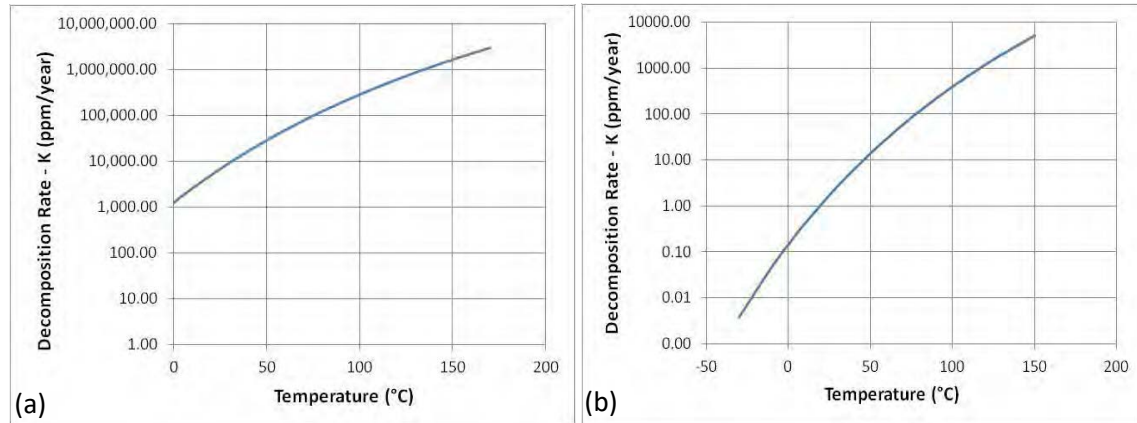 10,000,000.00
1,000,000.00
100,000.00
10,000.00
1,000.00
100.00
10.00
1.00
Decomposition Rate - K (ppm/year)
0 50 100 150 200
Temperature (°C)
(a)
10000.00
1000.00
100.00
10.00
1.00
0.10
0.01
0.00
Decomposition Rate - K (ppm/year)
-50 0 50 100 150 200
Temperature (°C)
(b)